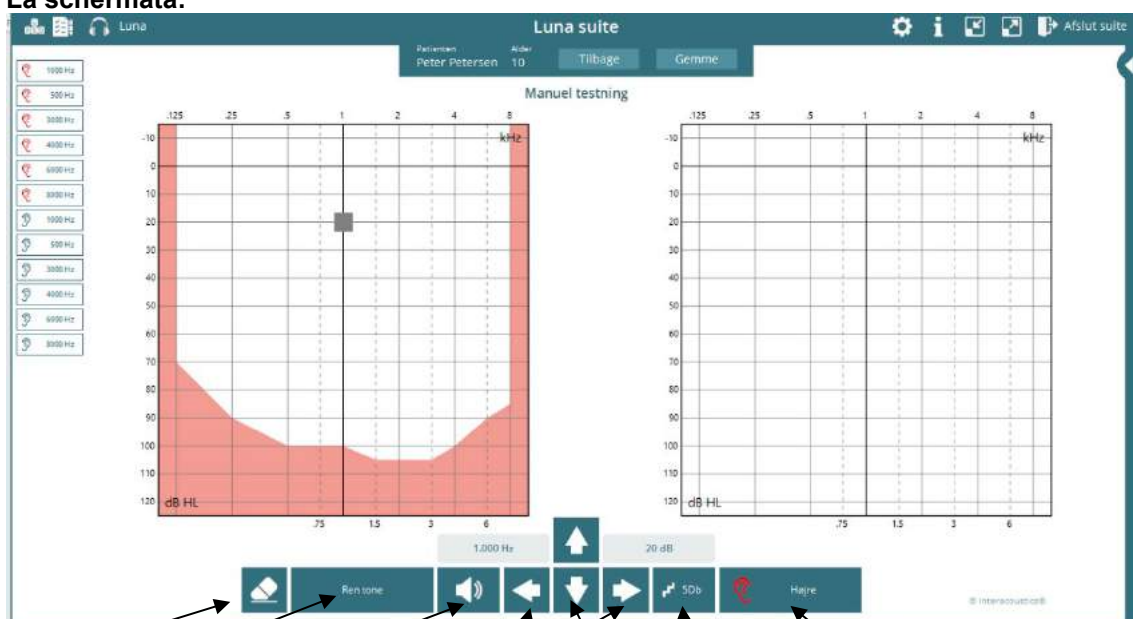 La schermata:
Luna
Luna suite
Afslut suite
Patienten
Alder
Peter Petersen 10
Tilbage
Gemme
Manuel testning
1000 Hz
500 Hz
3000 Hz
4000 Hz
6000 Hz
8000 Hz
1000 Hz
500 Hz
3000 Hz
4000 Hz
6000 Hz
8000 Hz
.125 .25 .5 1 2 4 8
kHz
-10
0
10
20
30
40
50
60
70
80
90
100
110
120
dB HL
.75 1.5 3 6
.125 .25 .5 1 2 4 8
kHz
-10
0
10
20
30
40
50
60
70
80
90
100
110
120
dB HL
.75 1.5 3 6
1.000 Hz
20 dB
Ren tone
5Db
Højre
© Interacoustics®